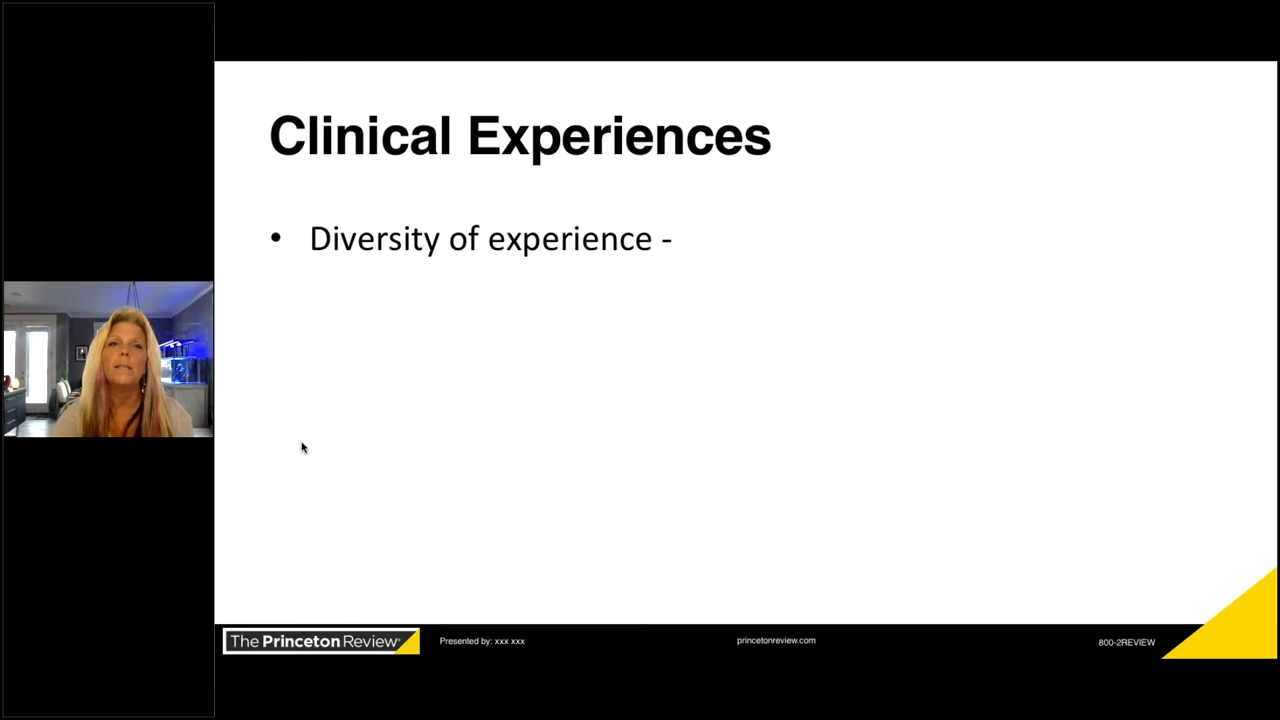 Clinical Experiences
• Diversity of experience -
The Princeton Review®
Presented by: xxx xxx
princetonreview.com
800-2REVIEW